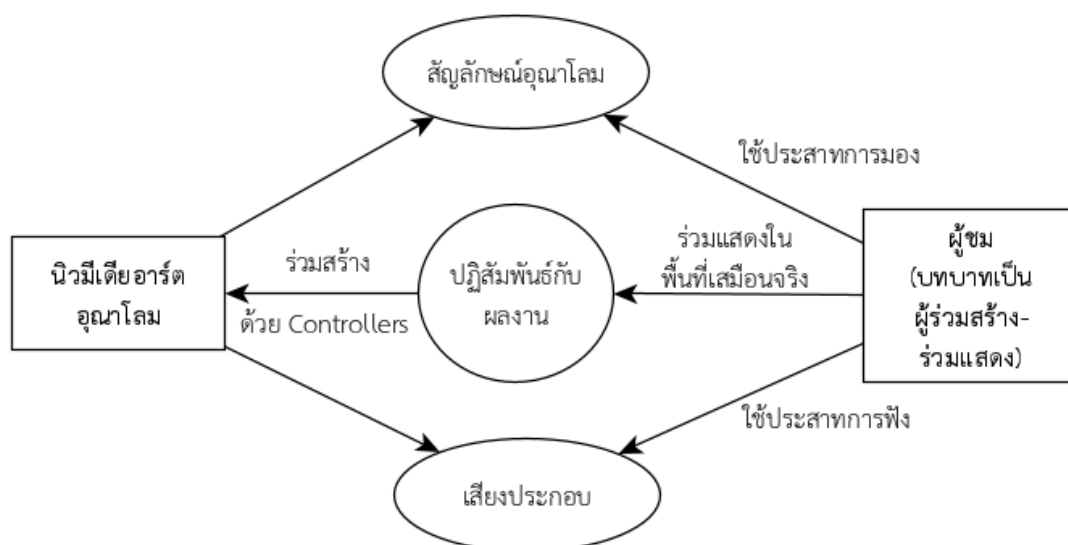 สัญลักษณ์อุณาโลม
ใช้ประสาทการมอง
นิวมีเดียอาร์ต
อุณาโลม
ร่วมสร้าง
ด้วย Controllers
ปฏิสัมพันธ์กับ
ผลงาน
ร่วมแสดงใน
พื้นที่เสมือนจริง
ผู้ชม
(บทบาทเป็น
ผู้ร่วมสร้าง-
ร่วมแสดง)
ใช้ประสาทการฟัง
เสียงประกอบ